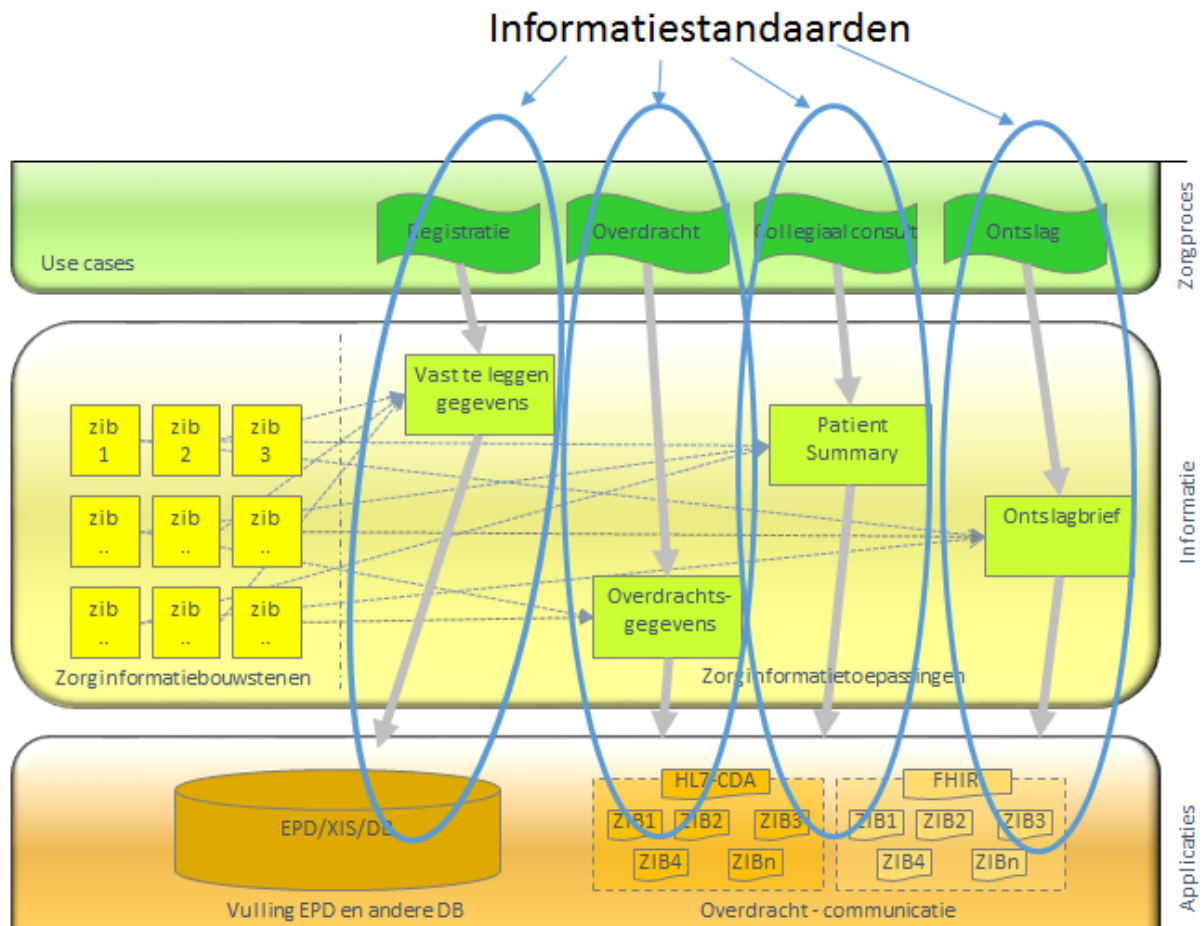 Informatiestandaarden
Registratie
Overdracht
Collegiaal consult
Ontslag
Use cases
Zorgproces
Vast te leggen
gegevens
zib
1
zib
2
zib
3
Patient
Summary
zib
..
zib
..
zib
..
Ontslagbrief
zib
..
zib
..
zib
..
Overdrachts-
gegevens
Zorginformatiebouwstenen
Zorginformatietoepassingen
Informatie
HL7-CDA
FHIR
EPD/XIS/DB
ZIB1
ZIB2
ZIB3
ZIB4
ZIBn
ZIB1
ZIB2
ZIB3
ZIB4
ZIBn
Vulling EPD en andere DB
Overdracht - communicatie
Applicaties